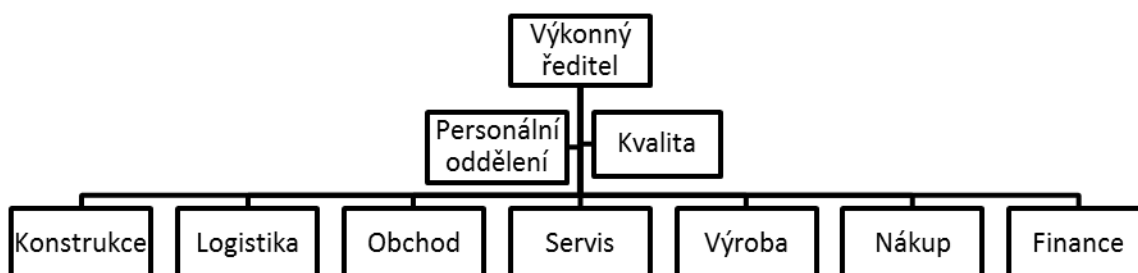 Výkonný
ředitel
Personální
oddělení
Kvalita
Konstrukce
Logistika
Obchod
Servis
Výroba
Nákup
Finance